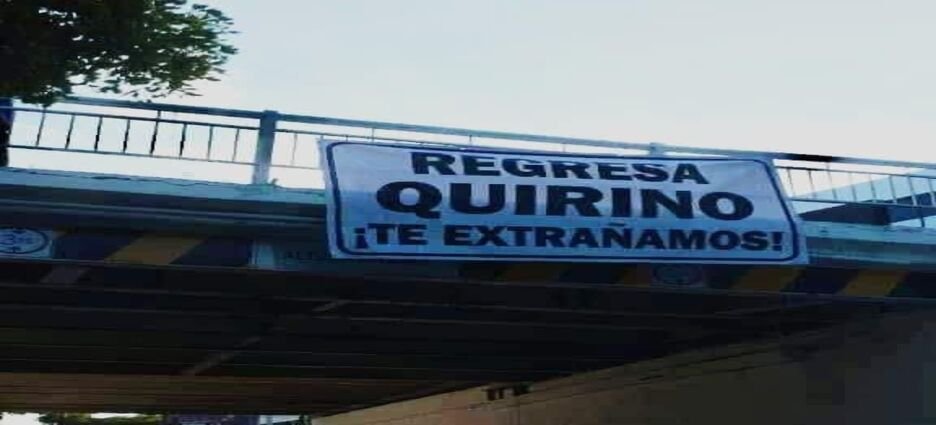 REGRESA
QUIRINO
¡TE EXTRAÑAMOS!